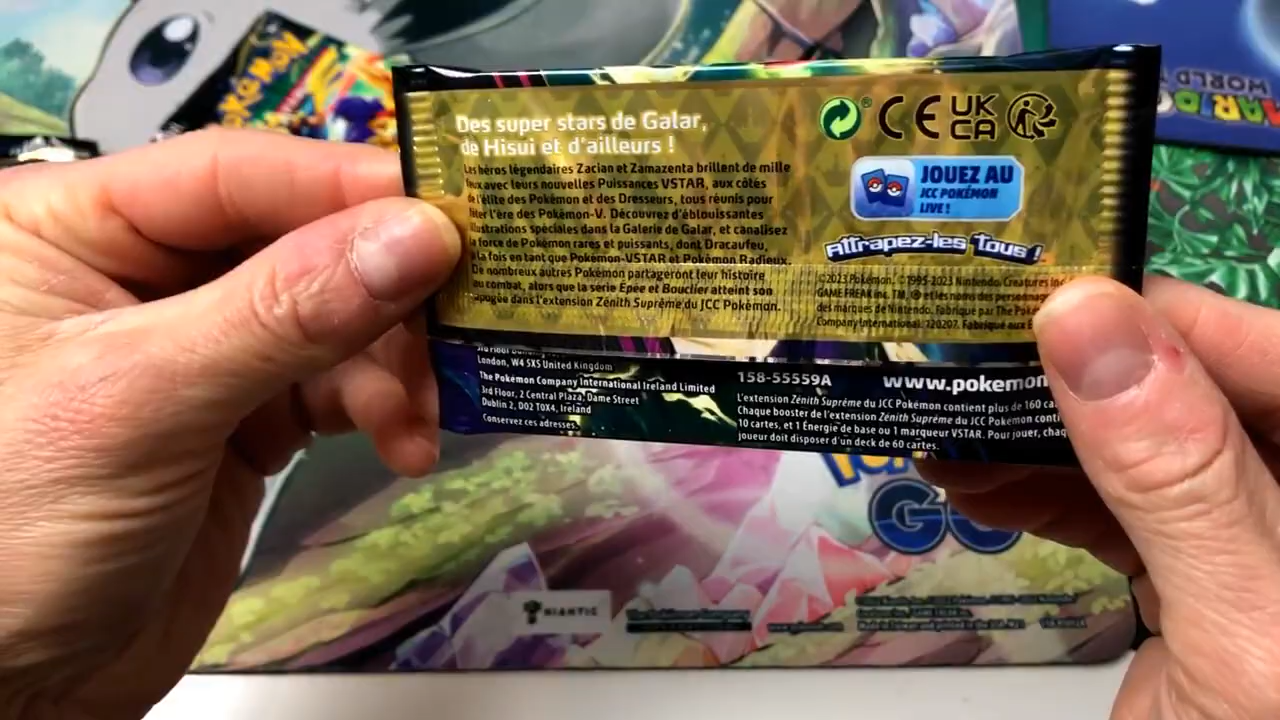 POKÉMON
Des super stars de Galar,
de Hisui et d'ailleurs !
Les héros légendaires Zacian et Zamazenta brillent de mille
feux avec leurs nouvelles Puissances VSTAR, aux côtés
de l'élite des Pokémon et des Dresseurs, tous réunis pour
fêter l'ère des Pokémon-V. Découvrez d'éblouissantes
illustrations spéciales dans la Galerie de Galar, et canalisez
la force de Pokémon rares et puissants, dont Dracaufeu,
à la fois en tant que Pokémon-VSTAR et Pokémon Radieux.
De nombreux autres Pokémon partageront leur histoire
au combat, alors que la série Épée et Bouclier atteint son
apogée dans l'extension Zénith Suprême du JCC Pokémon.
CE UK
CA
JOUEZ AU
JCC POKÉMON
LIVE !
Attrapez-les Tous !
©2023 Pokémon. ©1995-2023 Nintendo, Creatures Inc.,
GAME FREAK inc. TM, ® et les noms des personnages
des marques de Nintendo. Fabriqué par The Poké
Company International. 120207. Fabriqué aux É
3rd Floor Building
London, W4 5XS United Kingdom
The Pokémon Company International Ireland Limited
3rd Floor, 2 Central Plaza, Dame Street
Dublin 2, D02 T0X4, Ireland
Conservez ces adresses.
158-55559A
www.pokemon
L'extension Zénith Suprême du JCC Pokémon contient plus de 160 ca
Chaque booster de l'extension Zénith Suprême du JCC Pokémon conti
10 cartes, et 1 Énergie de base ou 1 marqueur VSTAR. Pour jouer, chaq
joueur doit disposer d'un deck de 60 cartes.
GO
NIANTIC
WORLD